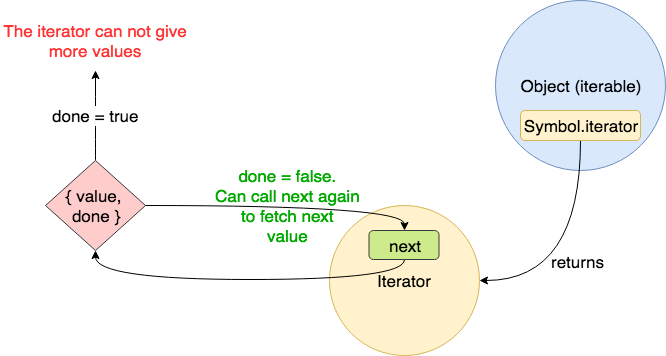 The iterator can not give
more values
done = true
{ value,
done }
done = false.
Can call next again
to fetch next
value
next
Iterator
Object (iterable)
Symbol.iterator
returns